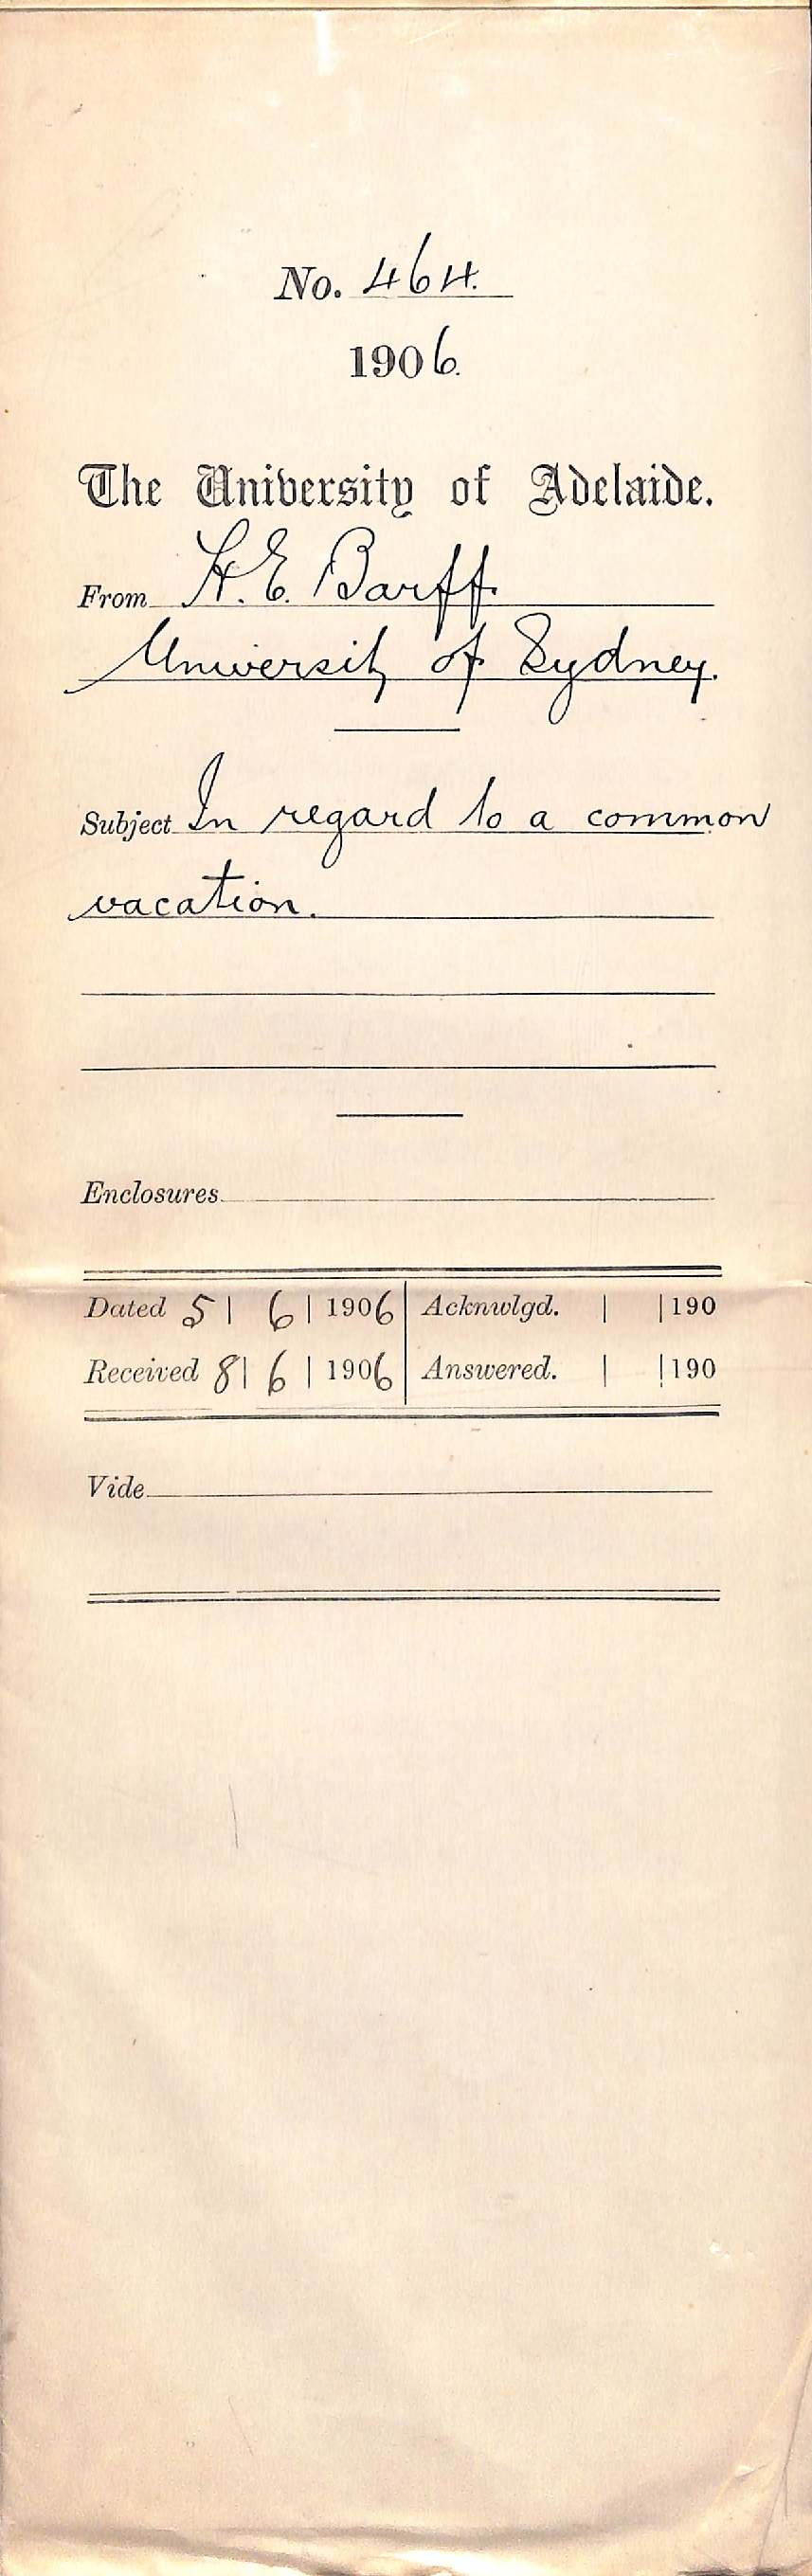 No. 464.
1906.
The University of Adelaide.
From H. E. Barff.
University of Sydney.
Subject In regard to a common
vacation.
Enclosures
Dated 5 | 6 | 1906 | Acknwlgd. | | 190
Received 8 | 6 | 1906 | Answered. | | 190
Vide